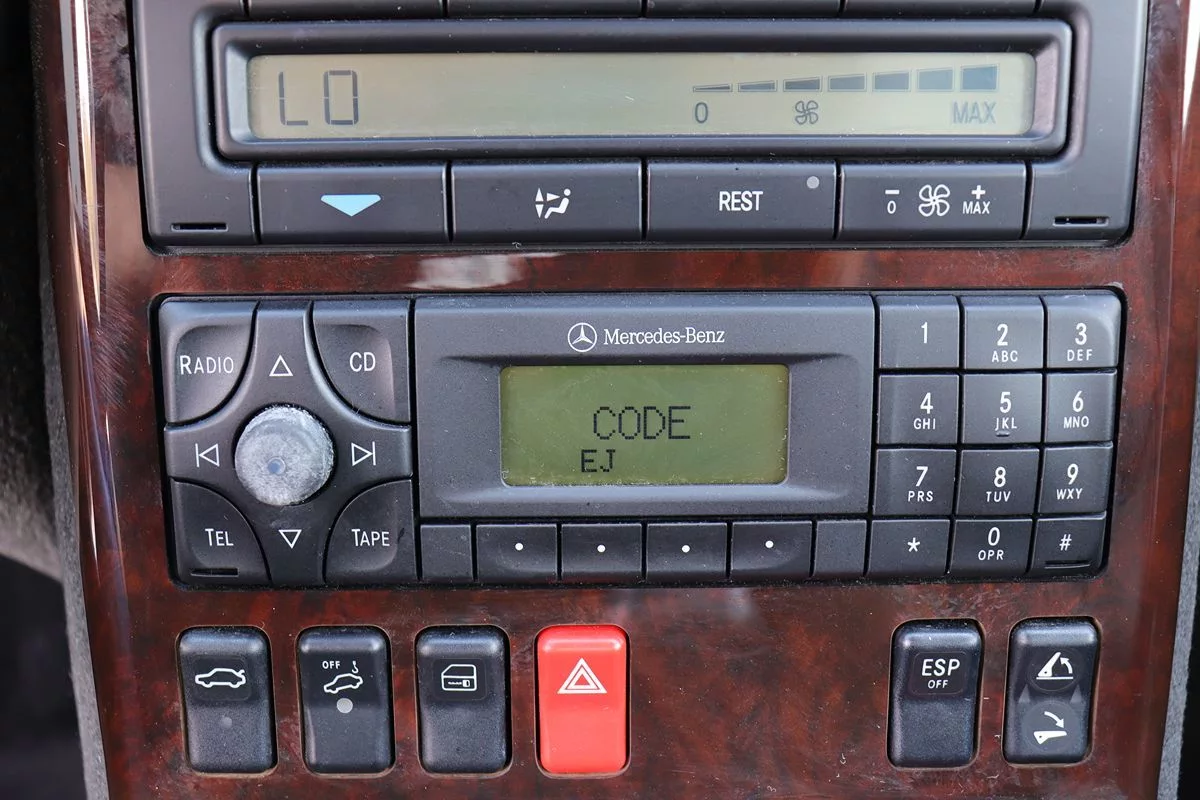 LO
0 MAX
REST
0 MAX
Mercedes-Benz
RADIO CD
1 2 3
ABC DEF
CODE
EJ
4 5 6
GHI JKL MNO
7 8 9
PRS TUV WXY
TEL TAPE
* 0 #
OPR
OFF
ESP
OFF